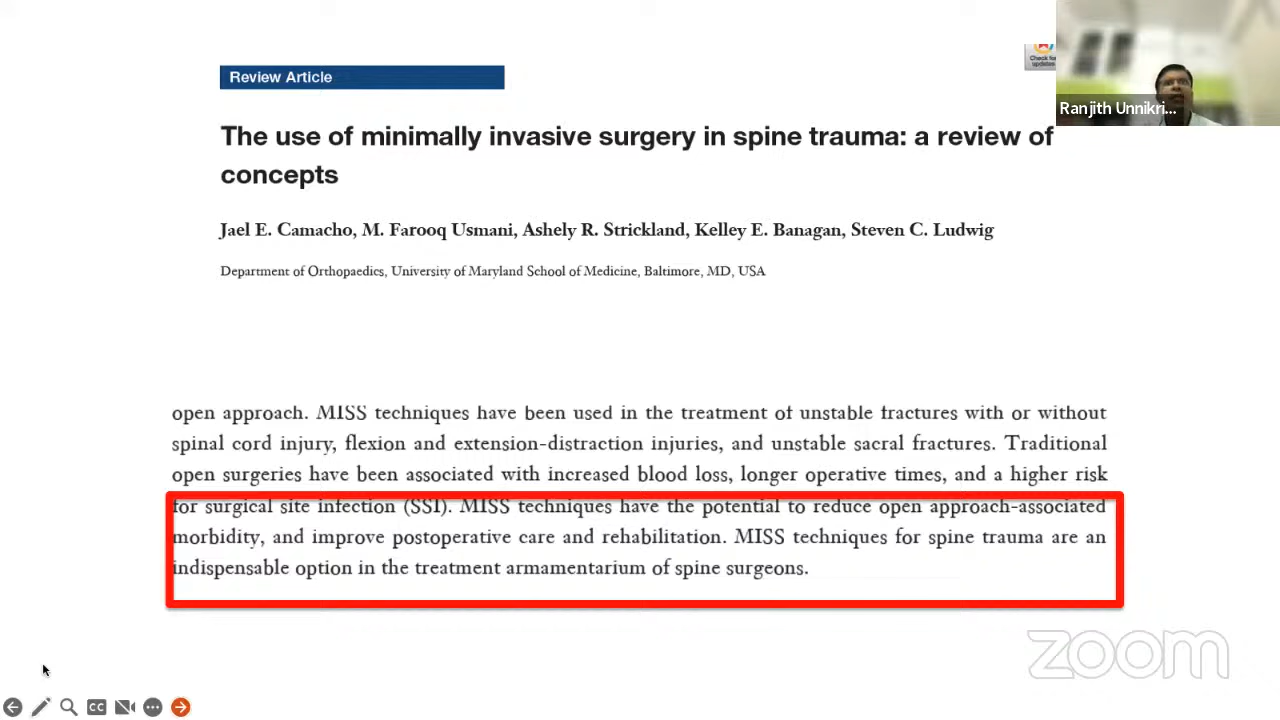 Review Article
Check for
updates
Ranjith Unnikri...
The use of minimally invasive surgery in spine trauma: a review of
concepts
Jael E. Camacho, M. Farooq Usmani, Ashely R. Strickland, Kelley E. Banagan, Steven C. Ludwig
Department of Orthopaedics, University of Maryland School of Medicine, Baltimore, MD, USA
open approach. MISS techniques have been used in the treatment of unstable fractures with or without
spinal cord injury, flexion and extension-distraction injuries, and unstable sacral fractures. Traditional
open surgeries have been associated with increased blood loss, longer operative times, and a higher risk
for surgical site infection (SSI). MISS techniques have the potential to reduce open approach-associated
morbidity, and improve postoperative care and rehabilitation. MISS techniques for spine trauma are an
indispensable option in the treatment armamentarium of spine surgeons.
zoom
CC